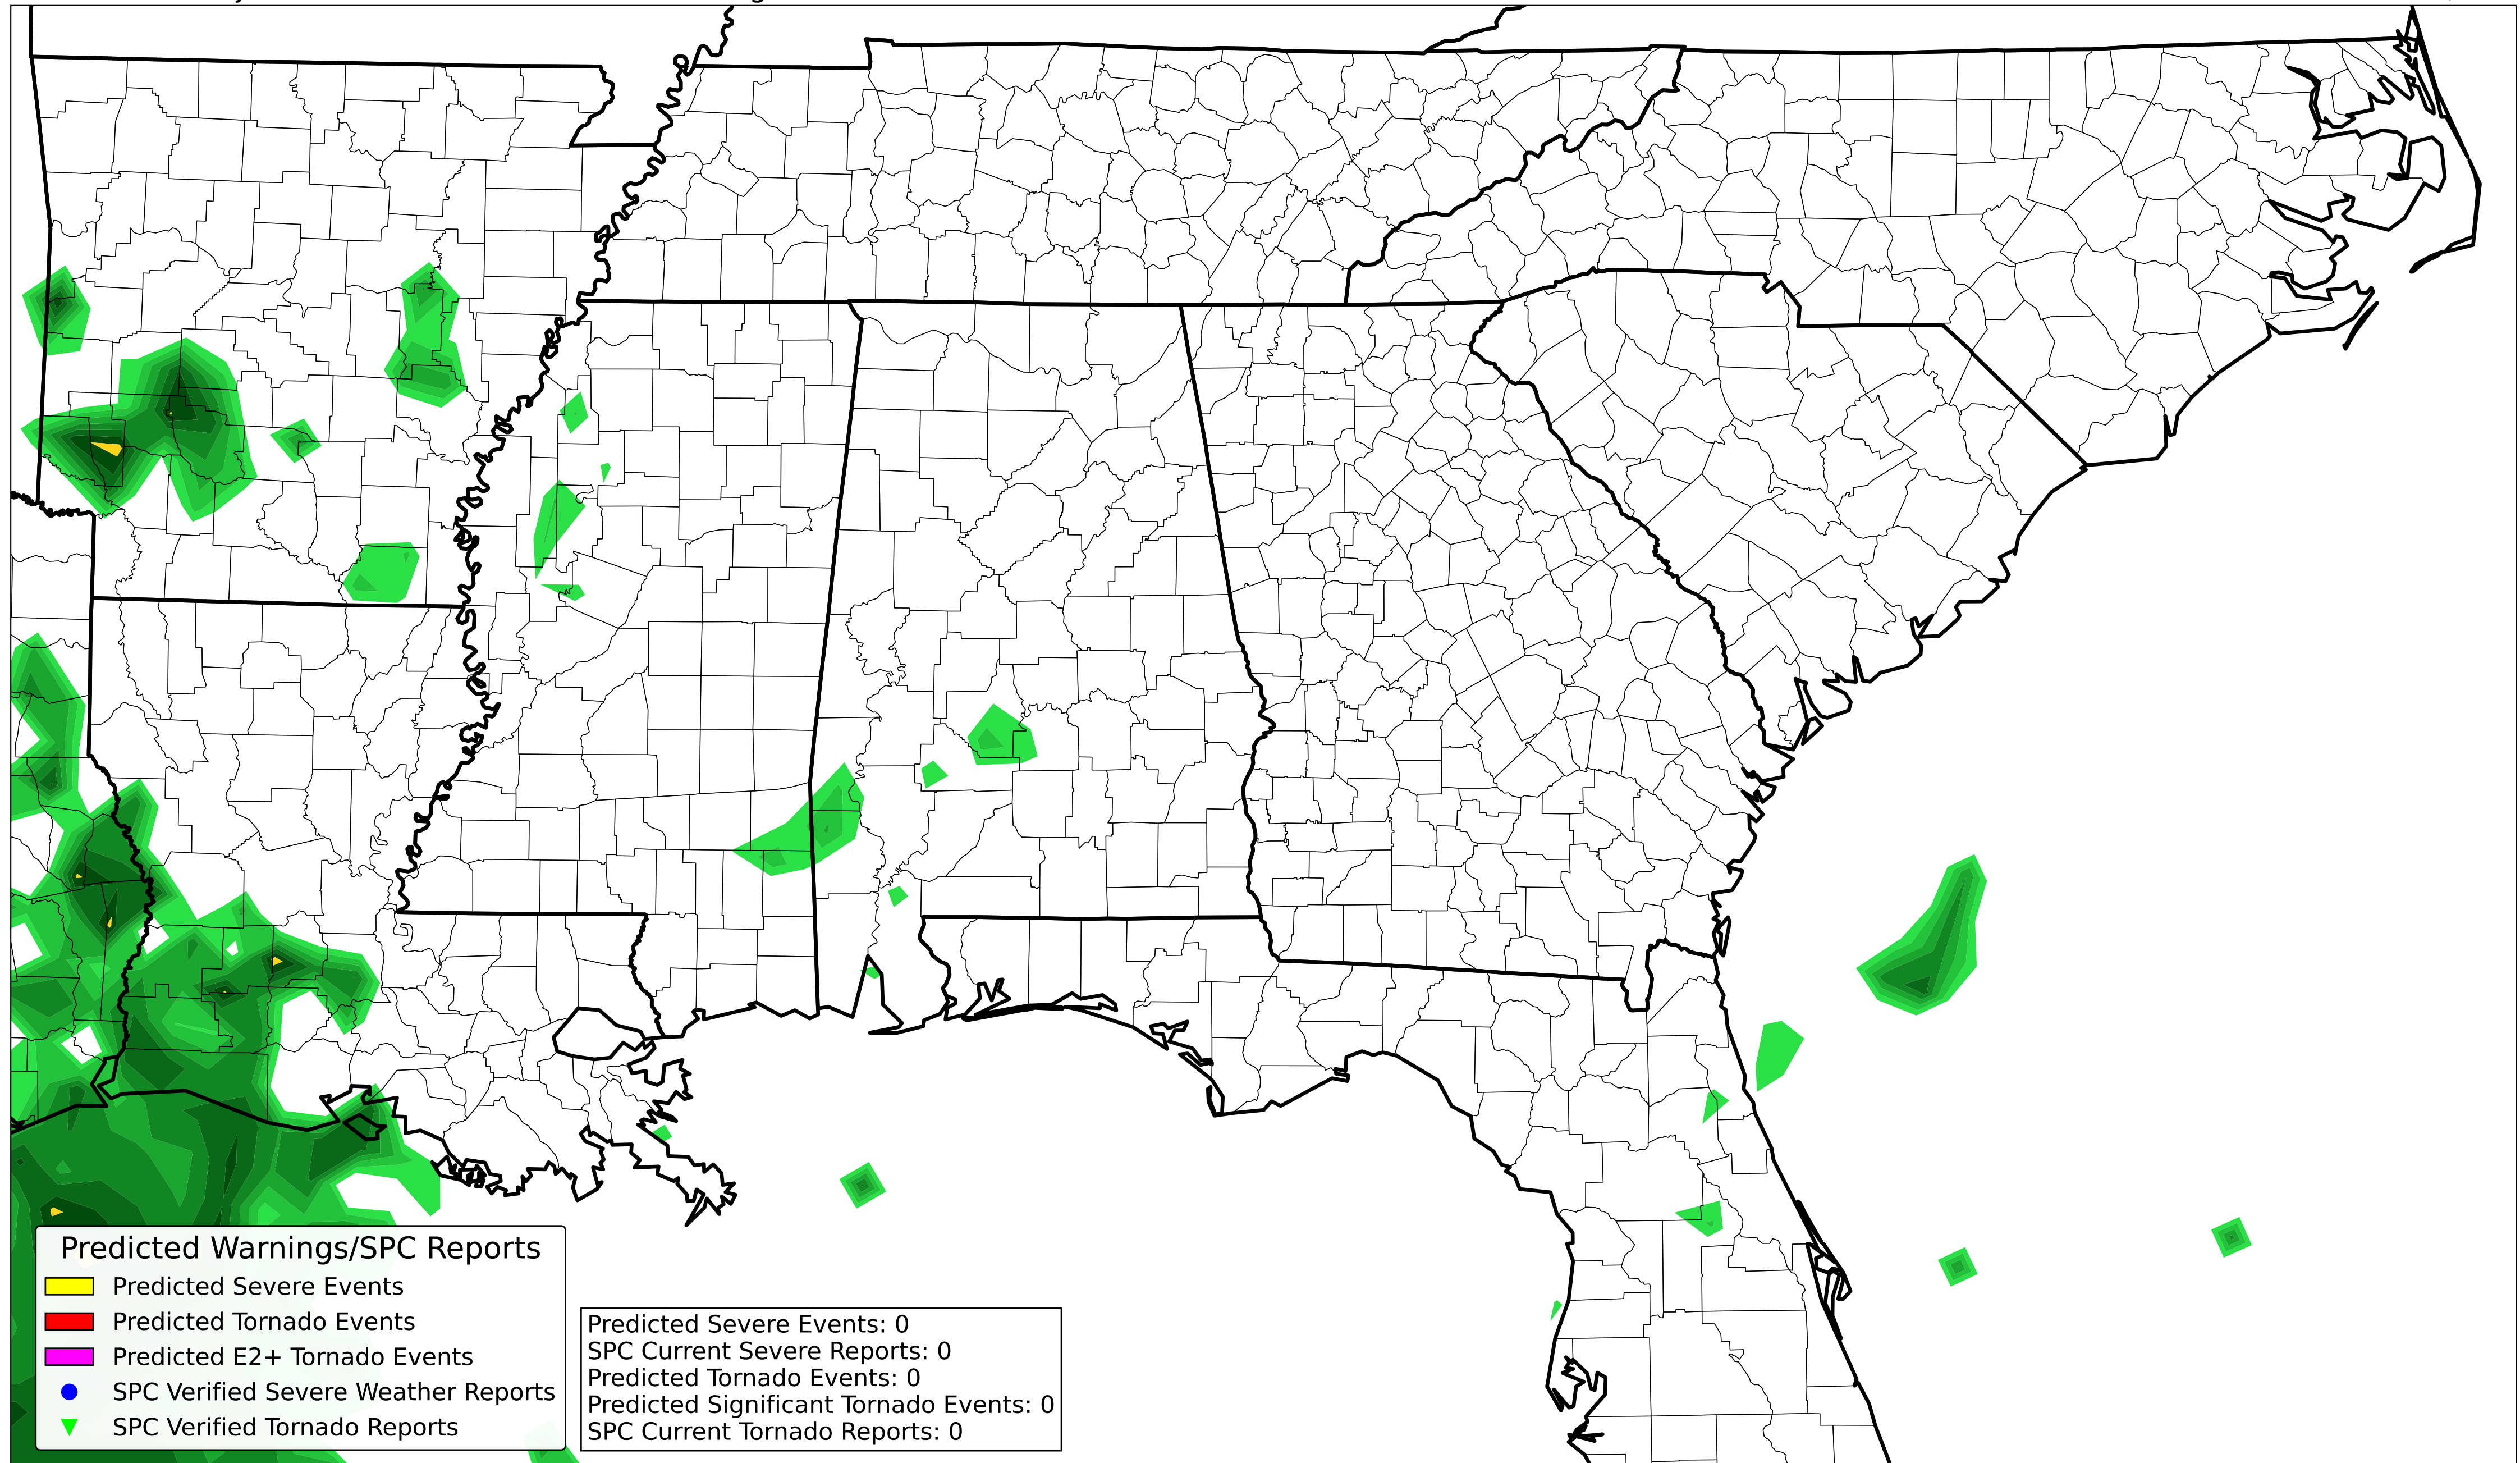 Predicted Warnings/SPC Reports
Predicted Severe Events
Predicted Tornado Events
Predicted E2+ Tornado Events
SPC Verified Severe Weather Reports
SPC Verified Tornado Reports
Predicted Severe Events: 0
SPC Current Severe Reports: 0
Predicted Tornado Events: 0
Predicted Significant Tornado Events: 0
SPC Current Tornado Reports: 0